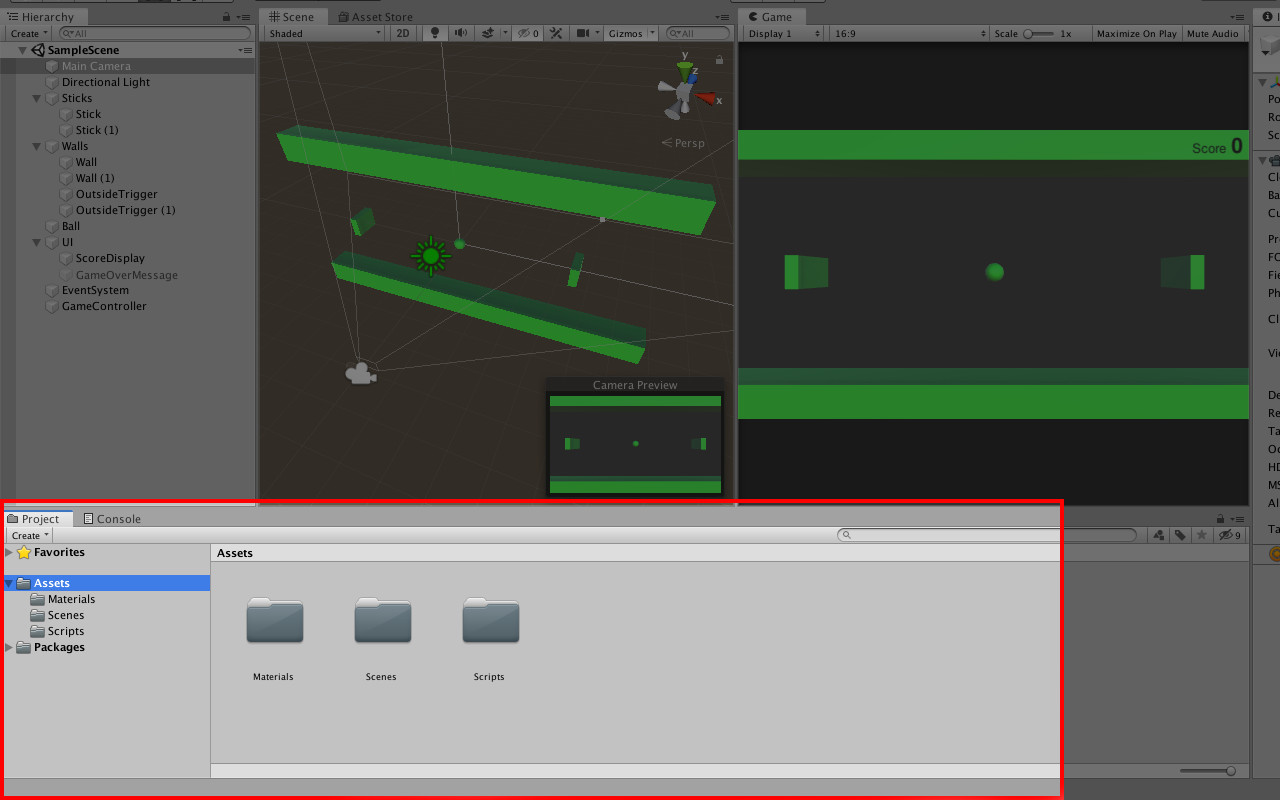 Hierarchy
Create All
SampleScene
Main Camera
Directional Light
Sticks
Stick
Stick (1)
Walls
Wall
Wall (1)
OutsideTrigger
OutsideTrigger (1)
Ball
UI
ScoreDisplay
GameOverMessage
EventSystem
GameController
Scene Asset Store
Shaded 2D 0 Gizmos All
y
z
x
Persp
Camera Preview
Game
Display 1 16:9 Scale 1x Maximize On Play Mute Audio
Score 0
Po
Ro
Sc
Cl
Ba
Cu
Pr
FC
Fie
Ph
Cl
Vi
De
Re
Ta
Oc
HD
MS
Al
Ta
Project Console
Create 9
Favorites
Assets
Materials
Scenes
Scripts
Packages
Assets
Materials Scenes Scripts